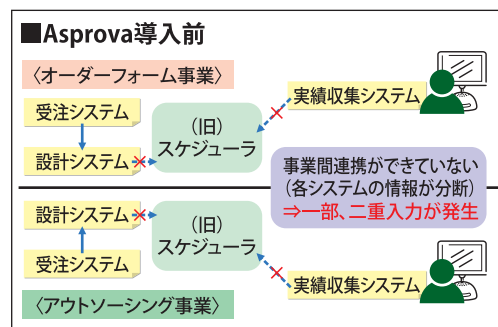 ■Asprova導入前
〈オーダーフォーム事業〉
受注システム
設計システム
(旧)
スケジューラ
実績収集システム
事業間連携ができていない
(各システムの情報が分断)
⇒一部、二重入力が発生
設計システム
受注システム
(旧)
スケジューラ
実績収集システム
〈アウトソーシング事業〉